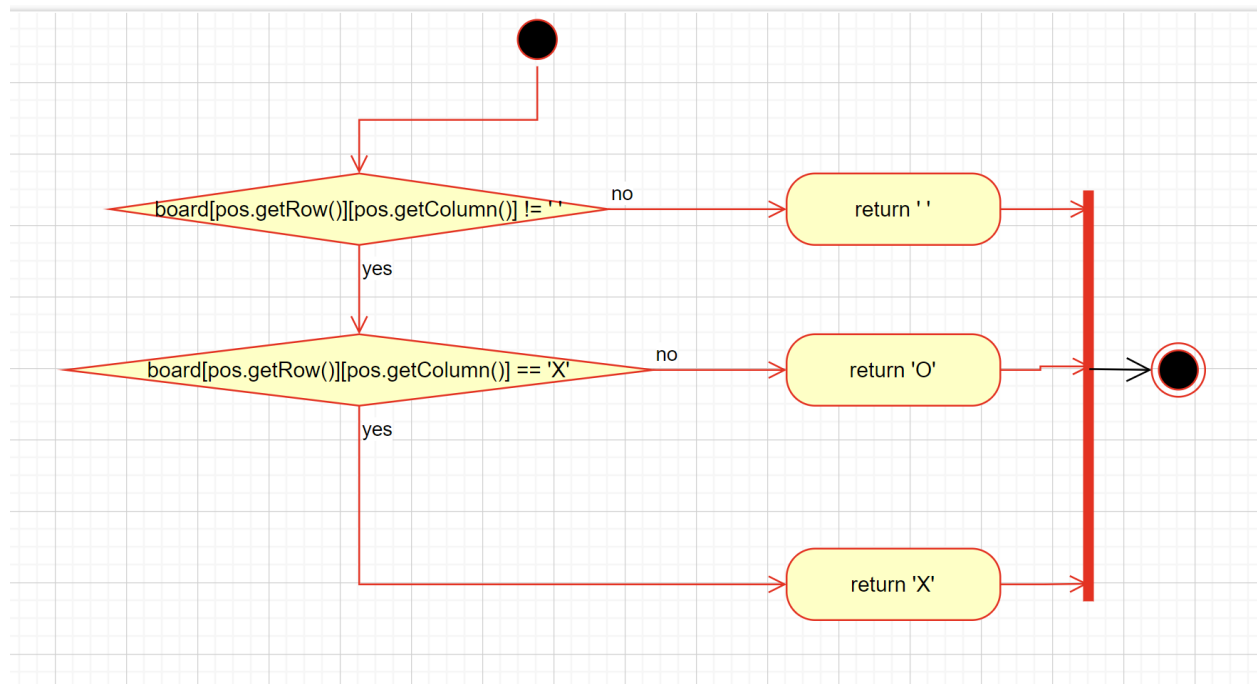 board[pos.getRow()][pos.getColumn()] != ' '
no
return ' '
yes
board[pos.getRow()][pos.getColumn()] == 'X'
no
return 'O'
yes
return 'X'